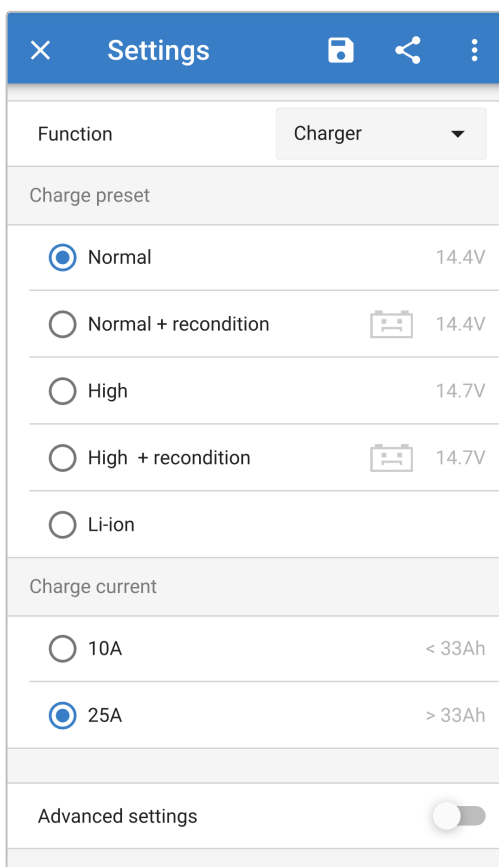 Settings
Function Charger
Charge preset
Normal 14.4V
Normal + recondition 14.4V
High 14.7V
High + recondition 14.7V
Li-ion
Charge current
10A < 33Ah
25A > 33Ah
Advanced settings